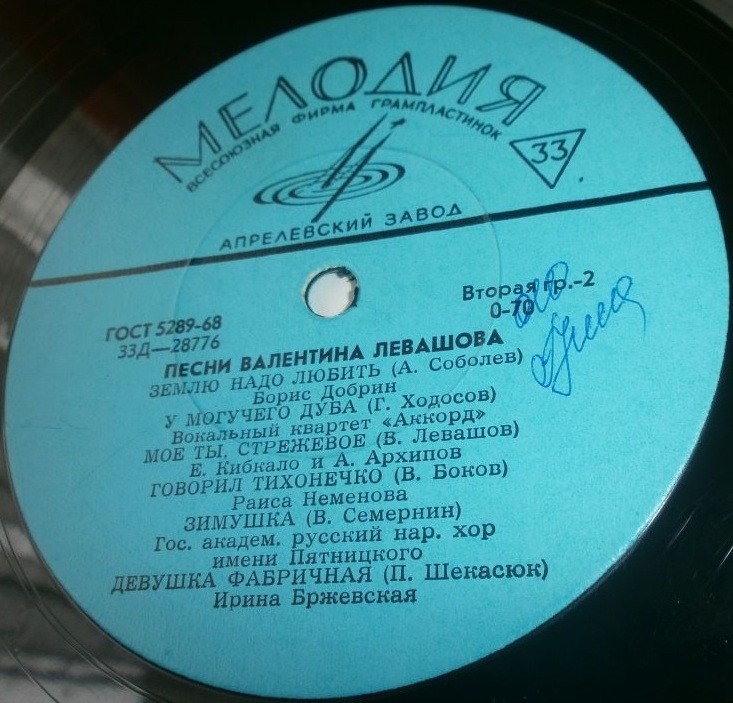 МЕЛОДИЯ
ВСЕСОЮЗНАЯ ФИРМА ГРАМПЛАСТИНОК
33
АПРЕЛЕВСКИЙ ЗАВОД
ГОСТ 5289-68
33Д—28776
Вторая гр.-2
0-70
ПЕСНИ ВАЛЕНТИНА ЛЕВАШОВА
ЗЕМЛЮ НАДО ЛЮБИТЬ (А. Соболев)
Борис Добрин
У МОГУЧЕГО ДУБА (Г. Ходосов)
Вокальный квартет «Аккорд»
МОЕ ТЫ, СТРЕЖЕВОЕ (В. Левашов)
Е. Кибкало и А. Архипов
ГОВОРИЛ ТИХОНЕЧКО (В. Боков)
Раиса Неменова
ЗИМУШКА (В. Семернин)
Гос. академ. русский нар. хор
имени Пятницкого
ДЕВУШКА ФАБРИЧНАЯ (П. Шекасюк)
Ирина Бржевская